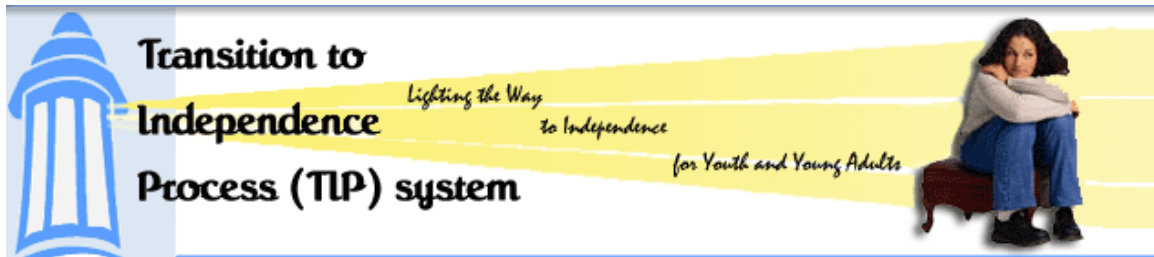 Transition to
Independence
Process (TIP) system
Lighting the Way
to Independence
for Youth and Young Adults